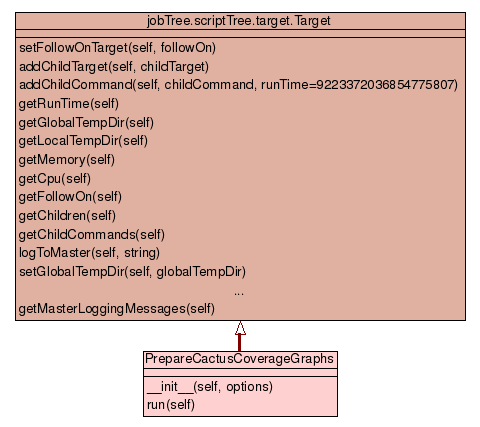 jobTree.scriptTree.target.Target
setFollowOnTarget(self, followOn)
addChildTarget(self, childTarget)
addChildCommand(self, childCommand, runTime=9223372036854775807)
getRunTime(self)
getGlobalTempDir(self)
getLocalTempDir(self)
getMemory(self)
getCpu(self)
getFollowOn(self)
getChildren(self)
getChildCommands(self)
logToMaster(self, string)
setGlobalTempDir(self, globalTempDir)
...
getMasterLoggingMessages(self)
PrepareCactusCoverageGraphs
__init__(self, options)
run(self)